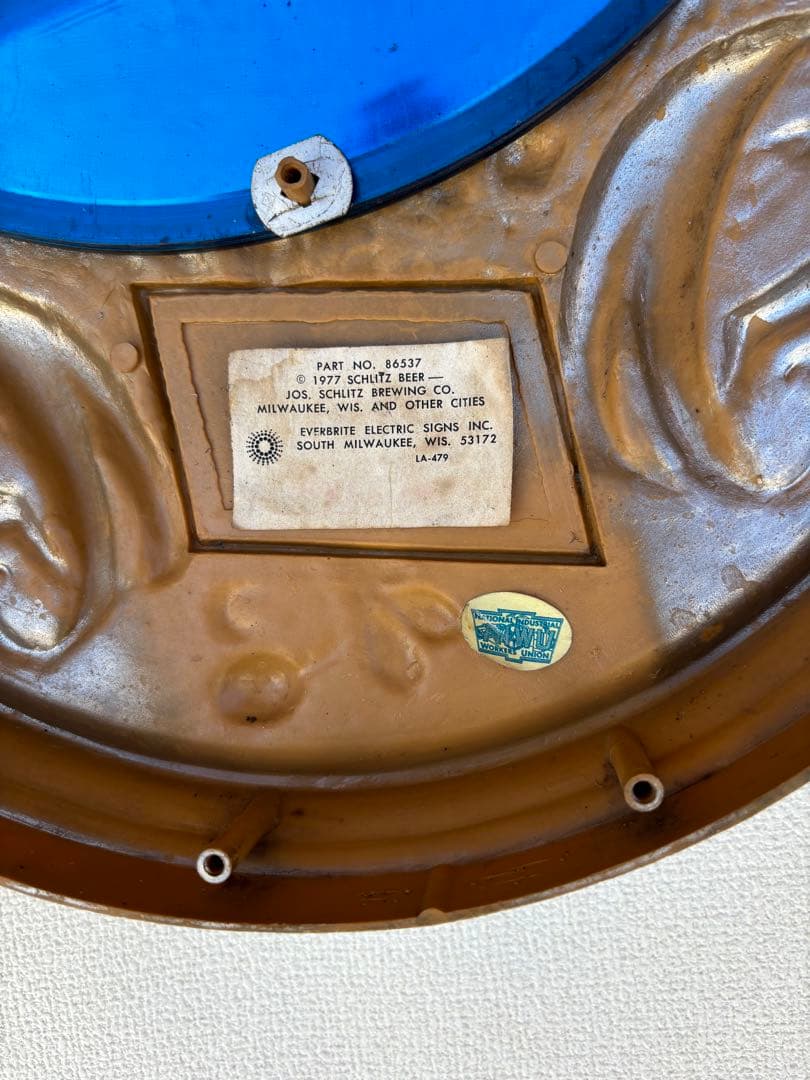 PART NO. 86537
© 1977 SCHLITZ BEER —
JOS. SCHLITZ BREWING CO.
MILWAUKEE, WIS. AND OTHER CITIES
EVERBRITE ELECTRIC SIGNS INC.
SOUTH MILWAUKEE, WIS. 53172
LA-479
NATIONAL INDUSTRIAL
NIWU
WORKERS UNION